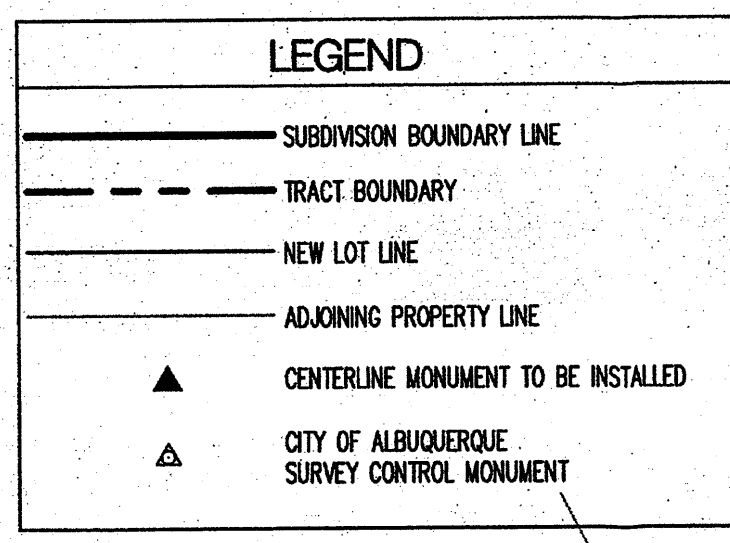 LEGEND
SUBDIVISION BOUNDARY LINE
TRACT BOUNDARY
NEW LOT LINE
ADJOINING PROPERTY LINE
CENTERLINE MONUMENT TO BE INSTALLED
CITY OF ALBUQUERQUE
SURVEY CONTROL MONUMENT